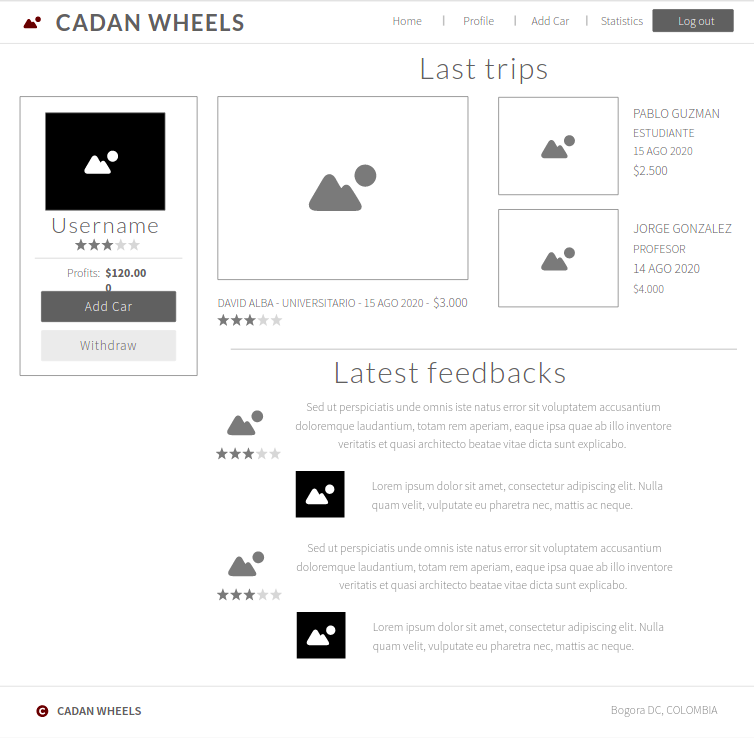 CADAN WHEELS
Home | Profile | Add Car | Statistics
Log out
Last trips
Username
Profits: $120.00
0
Add Car
Withdraw
DAVID ALBA - UNIVERSITARIO - 15 AGO 2020 - $3.000
PABLO GUZMAN
ESTUDIANTE
15 AGO 2020
$2.500
JORGE GONZALEZ
PROFESOR
14 AGO 2020
$4.000
Latest feedbacks
Sed ut perspiciatis unde omnis iste natus error sit voluptatem accusantium
doloremque laudantium, totam rem aperiam, eaque ipsa quae ab illo inventore
veritatis et quasi architecto beatae vitae dicta sunt explicabo.
Lorem ipsum dolor sit amet, consectetur adipiscing elit. Nulla
quam velit, vulputate eu pharetra nec, mattis ac neque.
Sed ut perspiciatis unde omnis iste natus error sit voluptatem accusantium
doloremque laudantium, totam rem aperiam, eaque ipsa quae ab illo inventore
veritatis et quasi architecto beatae vitae dicta sunt explicabo.
Lorem ipsum dolor sit amet, consectetur adipiscing elit. Nulla
quam velit, vulputate eu pharetra nec, mattis ac neque.
C CADAN WHEELS
Bogora DC, COLOMBIA